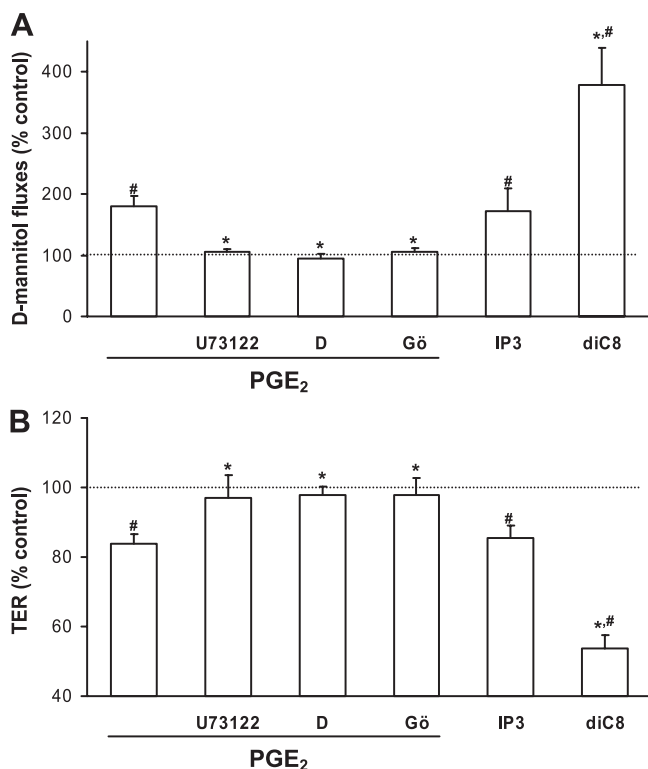 A
D-mannitol fluxes (% control)
400
300
200
100
0
#
*
*
*
#
*,#
U73122 D Gö IP3 diC8
PGE₂
B
TER (% control)
120
100
80
60
40
#
*
*
*
#
*,#
U73122 D Gö IP3 diC8
PGE₂